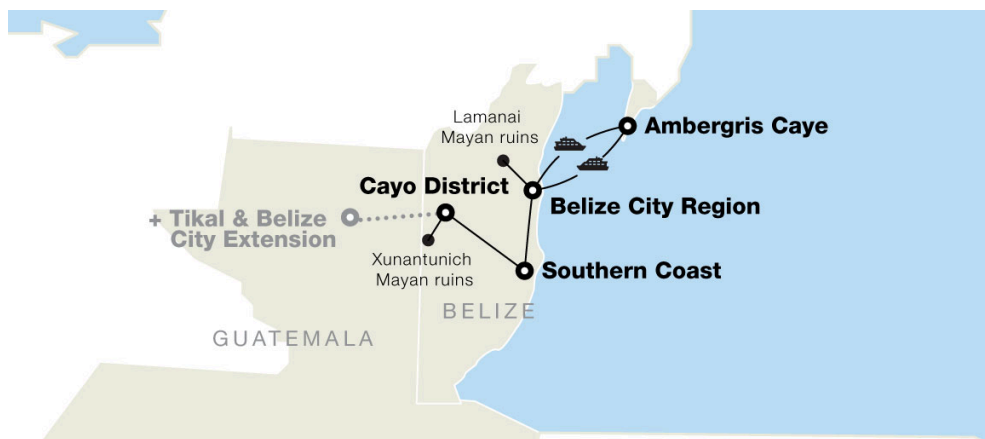 Lamanai
Mayan ruins
Ambergris Caye
Cayo District
Belize City Region
+ Tikal & Belize
City Extension
Xunantunich
Mayan ruins
Southern Coast
BELIZE
GUATEMALA